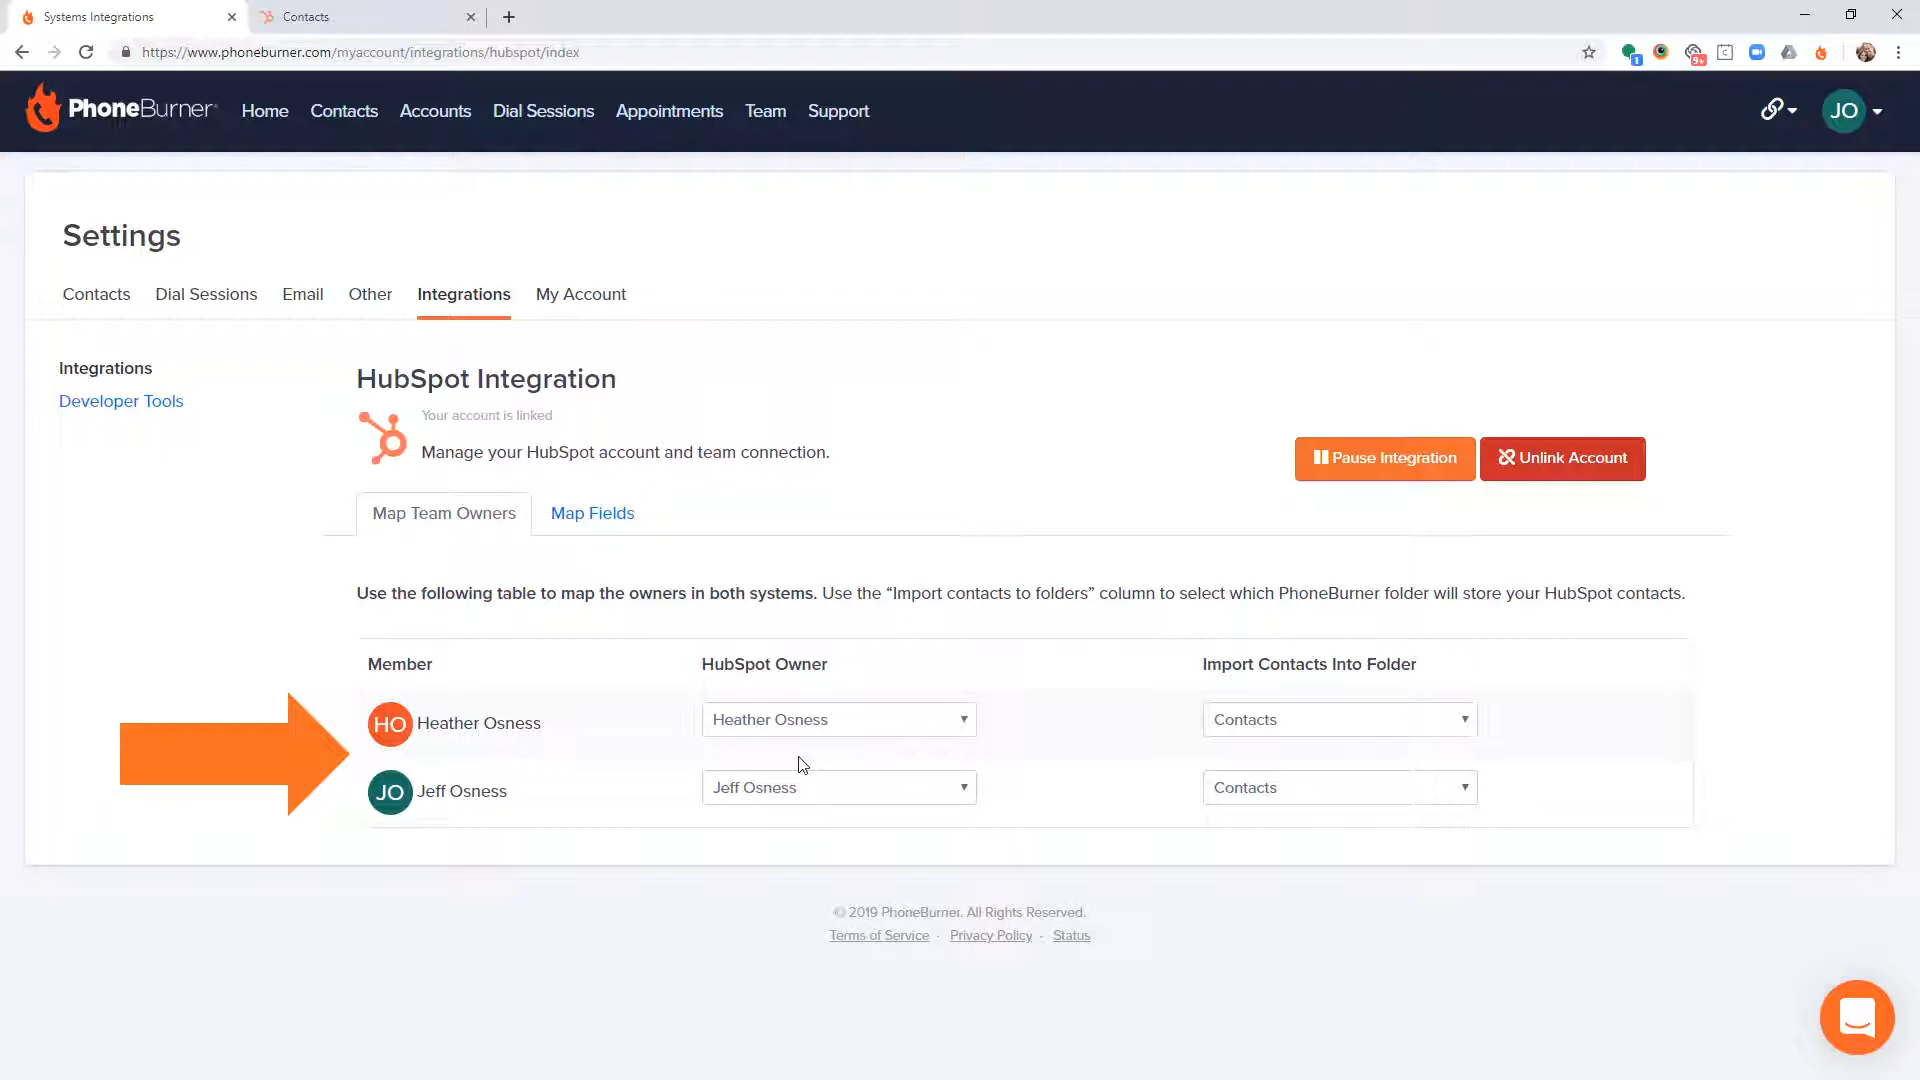 Systems Integrations
Contacts
https://www.phoneburner.com/myaccount/integrations/hubspot/index
1
9+
PhoneBurner
Home
Contacts
Accounts
Dial Sessions
Appointments
Team
Support
JO
Settings
Contacts
Dial Sessions
Email
Other
Integrations
My Account
Integrations
Developer Tools
HubSpot Integration
Your account is linked
Manage your HubSpot account and team connection.
Pause Integration
Unlink Account
Map Team Owners
Map Fields
Use the following table to map the owners in both systems. Use the “Import contacts to folders” column to select which PhoneBurner folder will store your HubSpot contacts.
Member
HubSpot Owner
Import Contacts Into Folder
HO
Heather Osness
Heather Osness
Contacts
JO
Jeff Osness
Jeff Osness
Contacts
© 2019 PhoneBurner. All Rights Reserved.
Terms of Service · Privacy Policy · Status